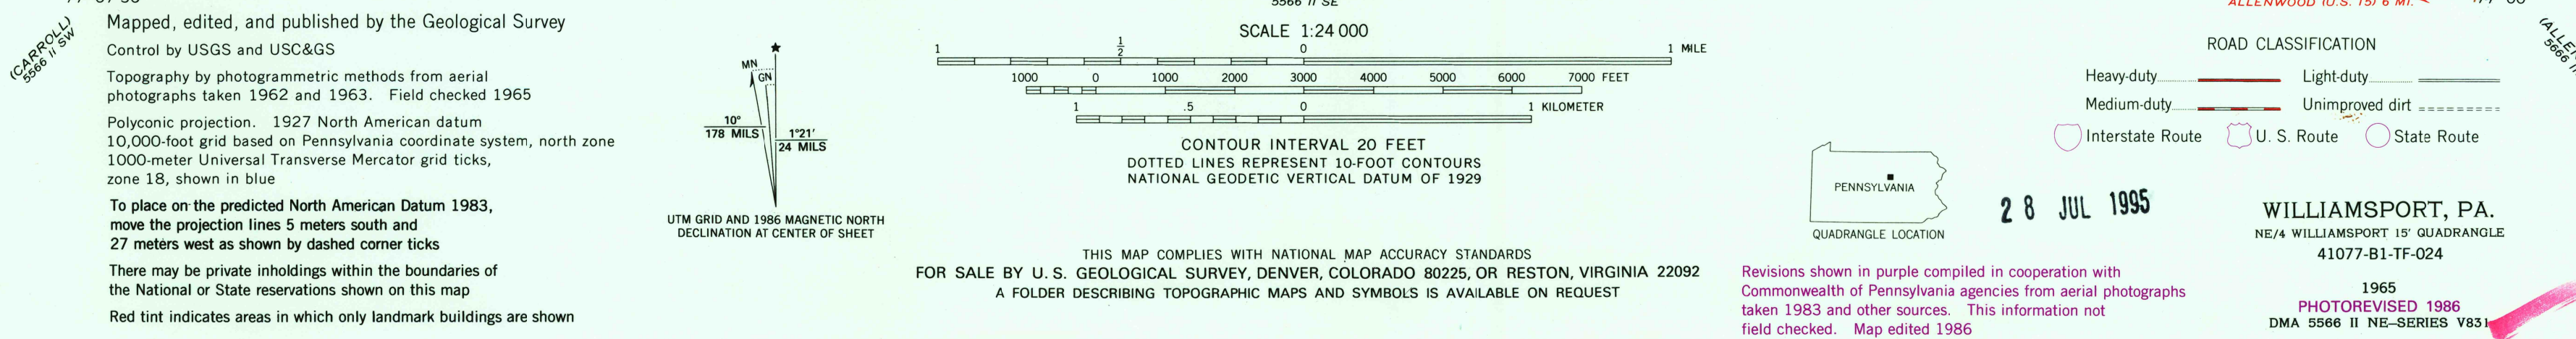 (CARROLL)
5566 II SW
Mapped, edited, and published by the Geological Survey
Control by USGS and USC&GS
Topography by photogrammetric methods from aerial
photographs taken 1962 and 1963. Field checked 1965
Polyconic projection. 1927 North American datum
10,000-foot grid based on Pennsylvania coordinate system, north zone
1000-meter Universal Transverse Mercator grid ticks,
zone 18, shown in blue
To place on the predicted North American Datum 1983,
move the projection lines 5 meters south and
27 meters west as shown by dashed corner ticks
There may be private inholdings within the boundaries of
the National or State reservations shown on this map
Red tint indicates areas in which only landmark buildings are shown
★
MN
GN
10°
178 MILS
1°21′
24 MILS
UTM GRID AND 1986 MAGNETIC NORTH
DECLINATION AT CENTER OF SHEET
5566 II SE
SCALE 1:24 000
1 1/2 0 1 MILE
1000 0 1000 2000 3000 4000 5000 6000 7000 FEET
1 .5 0 1 KILOMETER
CONTOUR INTERVAL 20 FEET
DOTTED LINES REPRESENT 10-FOOT CONTOURS
NATIONAL GEODETIC VERTICAL DATUM OF 1929
THIS MAP COMPLIES WITH NATIONAL MAP ACCURACY STANDARDS
FOR SALE BY U. S. GEOLOGICAL SURVEY, DENVER, COLORADO 80225, OR RESTON, VIRGINIA 22092
A FOLDER DESCRIBING TOPOGRAPHIC MAPS AND SYMBOLS IS AVAILABLE ON REQUEST
PENNSYLVANIA
QUADRANGLE LOCATION
28 JUL 1995
Revisions shown in purple compiled in cooperation with
Commonwealth of Pennsylvania agencies from aerial photographs
taken 1983 and other sources. This information not
field checked. Map edited 1986
ALLENWOOD (U.S. 15) 6 MI.
ROAD CLASSIFICATION
Heavy-duty Light-duty
Medium-duty Unimproved dirt
Interstate Route U. S. Route State Route
WILLIAMSPORT, PA.
NE/4 WILLIAMSPORT 15′ QUADRANGLE
41077-B1-TF-024
1965
PHOTOREVISED 1986
DMA 5566 II NE–SERIES V831